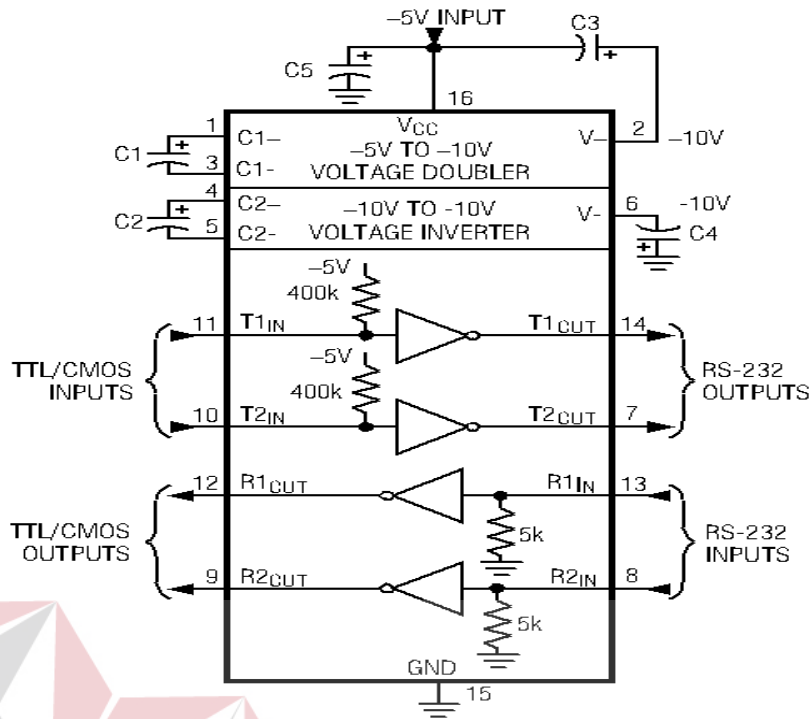 –5V INPUT
C3
+
C5
+
16
1
C1
+
3
C1–
C1-
VCC
–5V TO –10V
VOLTAGE DOUBLER
V–
2
–10V
4
C2
+
5
C2–
C2-
–10V TO -10V
VOLTAGE INVERTER
V-
6
-10V
+
C4
–5V
400k
11
T1IN
T1CUT
14
–5V
400k
TTL/CMOS
INPUTS
RS-232
OUTPUTS
10
T2IN
T2CUT
7
12
R1CUT
R1IN
13
5k
TTL/CMOS
OUTPUTS
RS-232
INPUTS
9
R2CUT
R2IN
8
5k
GND
15